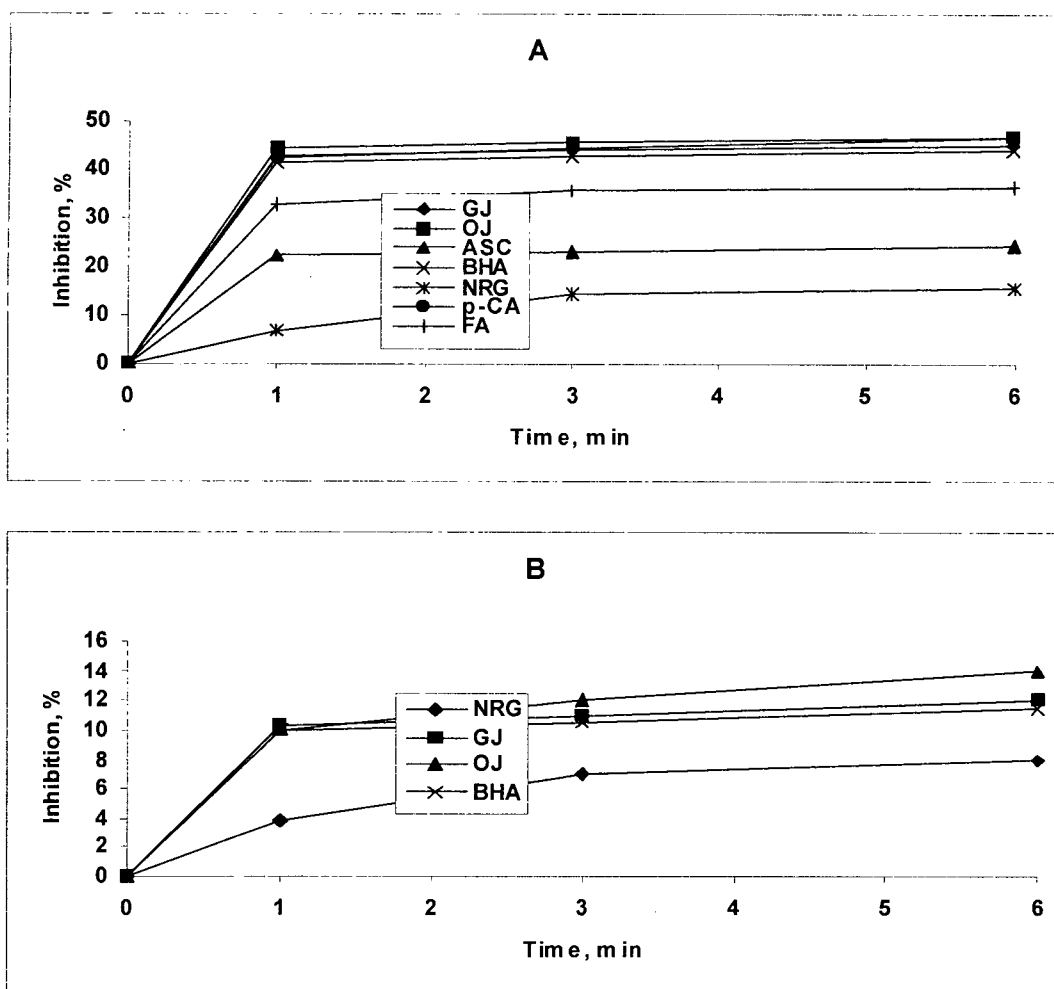 A
50
40
30
20
10
0
Inhibition, %
GJ
OJ
ASC
BHA
NRG
p-CA
FA
0 1 2 3 4 5 6
Time, min
B
16
14
12
10
8
6
4
2
0
Inhibition, %
NRG
GJ
OJ
BHA
0 1 2 3 4 5 6
Time, min